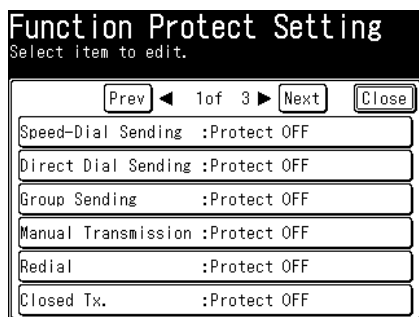 Function Protect Setting
Select item to edit.
Prev ◀ 1of 3 ▶ Next Close
Speed-Dial Sending :Protect OFF
Direct Dial Sending :Protect OFF
Group Sending :Protect OFF
Manual Transmission :Protect OFF
Redial :Protect OFF
Closed Tx. :Protect OFF